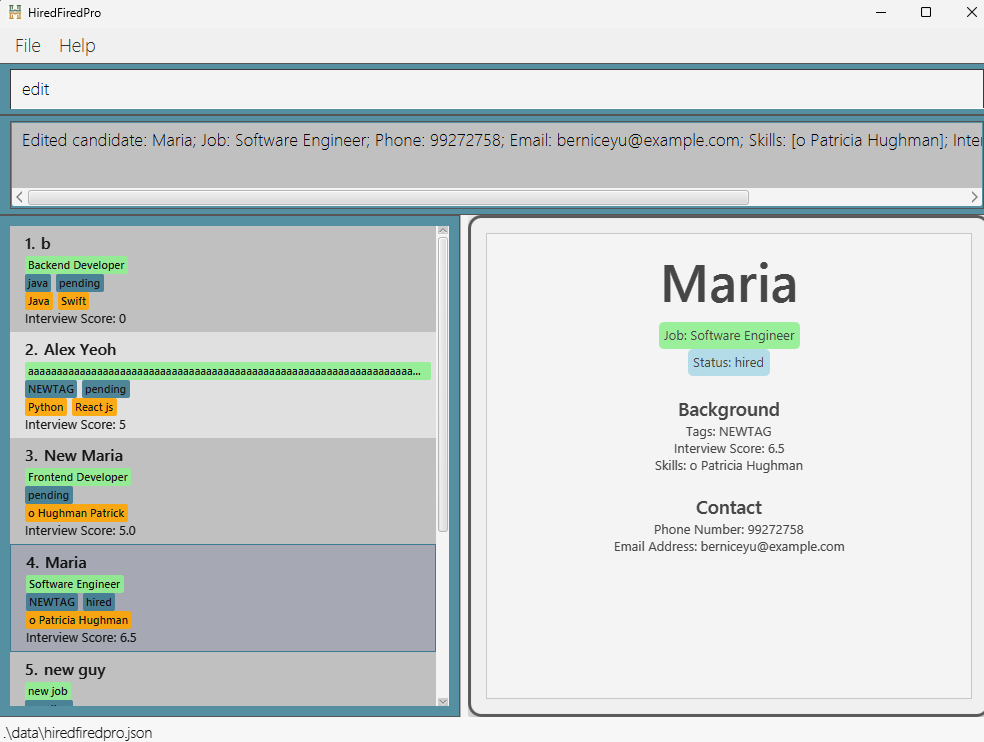 HiredFiredPro
File Help
edit
Edited candidate: Maria; Job: Software Engineer; Phone: 99272758; Email: berniceyu@example.com; Skills: [o Patricia Hughman]; Inter
1. b
Backend Developer
java pending
Java Swift
Interview Score: 0
2. Alex Yeoh
aaaaaaaaaaaaaaaaaaaaaaaaaaaaaaaaaaaaaaaaaaaaaaaaaaaaaaaaaaaaaaaaaaa...
NEWTAG pending
Python React js
Interview Score: 5
3. New Maria
Frontend Developer
pending
o Hughman Patrick
Interview Score: 5.0
4. Maria
Software Engineer
NEWTAG hired
o Patricia Hughman
Interview Score: 6.5
5. new guy
new job
Maria
Job: Software Engineer
Status: hired
Background
Tags: NEWTAG
Interview Score: 6.5
Skills: o Patricia Hughman
Contact
Phone Number: 99272758
Email Address: berniceyu@example.com
.\data\hiredfiredpro.json